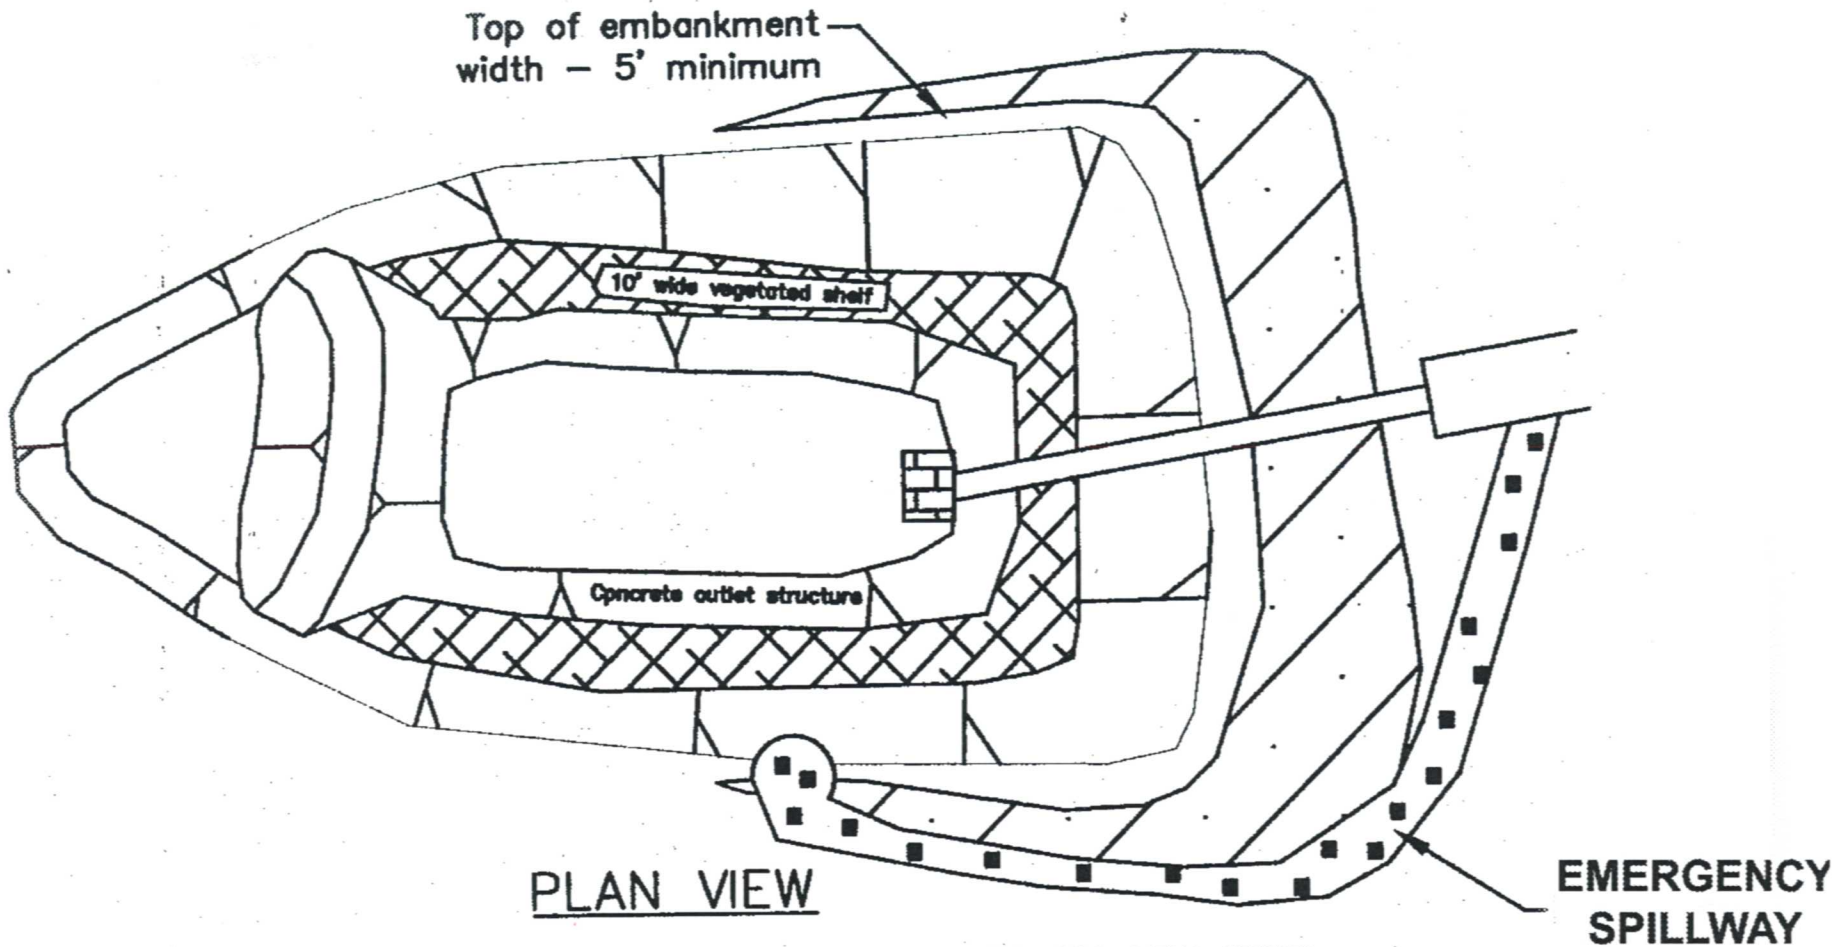 Top of embankment
width – 5' minimum
10' wide vegetated shelf
Cpncrete outlet structure
PLAN VIEW
EMERGENCY
SPILLWAY